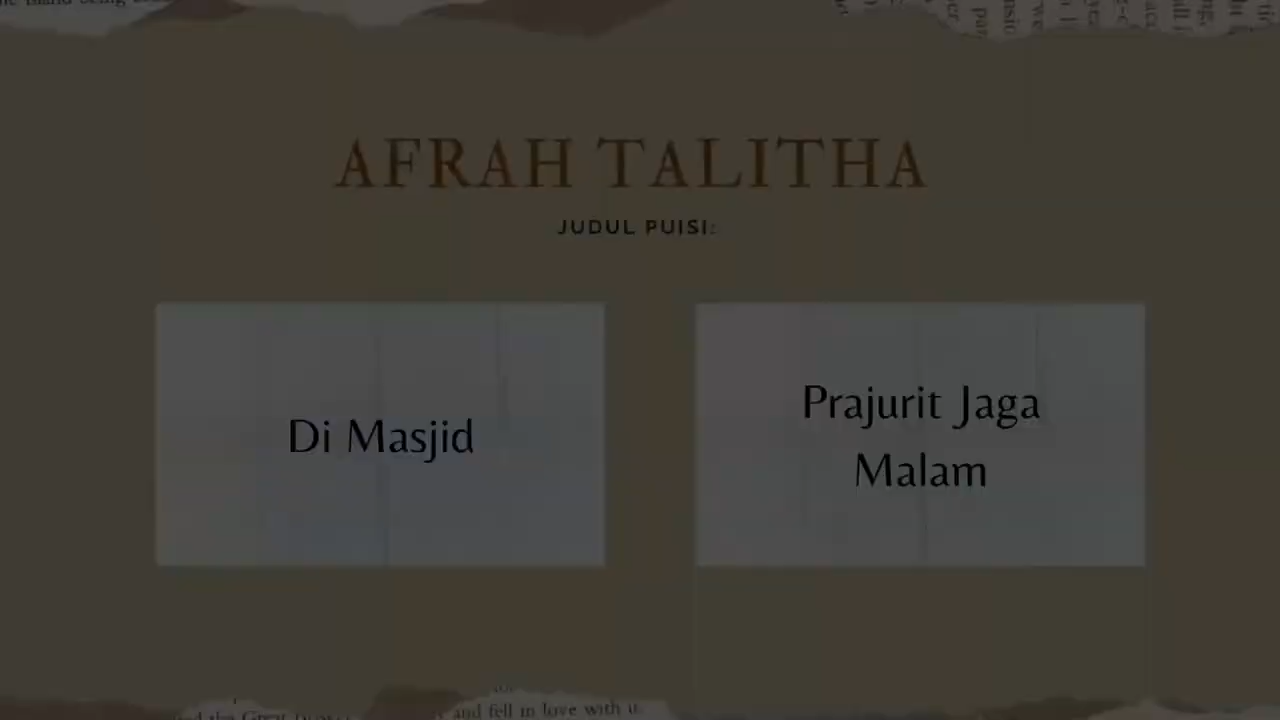 AFRAH TALITHA
JUDUL PUISI:
Di Masjid
Prajurit Jaga
Malam
and fell in love with